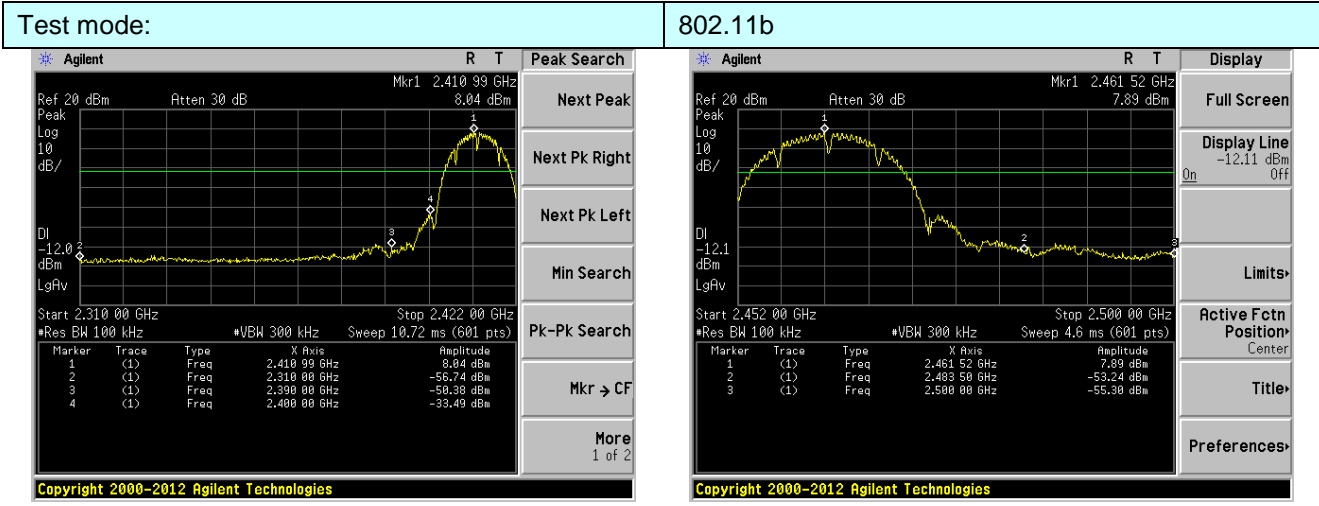 Test mode: 802.11b
Agilent R T Peak Search
Mkr1 2.410 99 GHz
Ref 20 dBm Atten 30 dB 8.04 dBm
Peak
Log
10
dB/
1
4
3
2
DI
-12.0
dBm
LgAv
Start 2.310 00 GHz Stop 2.422 00 GHz
#Res BW 100 kHz #VBW 300 kHz Sweep 10.72 ms (601 pts)
Marker Trace Type X Axis Amplitude
1 (1) Freq 2.410 99 GHz 8.04 dBm
2 (1) Freq 2.310 00 GHz -56.74 dBm
3 (1) Freq 2.390 00 GHz -50.38 dBm
4 (1) Freq 2.400 00 GHz -33.49 dBm
Next Peak
Next Pk Right
Next Pk Left
Min Search
Pk-Pk Search
Mkr → CF
More
1 of 2
Copyright 2000-2012 Agilent Technologies
Agilent R T Display
Mkr1 2.461 52 GHz
Ref 20 dBm Atten 30 dB 7.89 dBm
Peak
Log
10
dB/
1
2
3
DI
-12.1
dBm
LgAv
Start 2.452 00 GHz Stop 2.500 00 GHz
#Res BW 100 kHz #VBW 300 kHz Sweep 4.6 ms (601 pts)
Marker Trace Type X Axis Amplitude
1 (1) Freq 2.461 52 GHz 7.89 dBm
2 (1) Freq 2.483 50 GHz -53.24 dBm
3 (1) Freq 2.500 00 GHz -55.30 dBm
Full Screen
Display Line
-12.11 dBm
On Off
Limits
Active Fctn
Position
Center
Title
Preferences
Copyright 2000-2012 Agilent Technologies